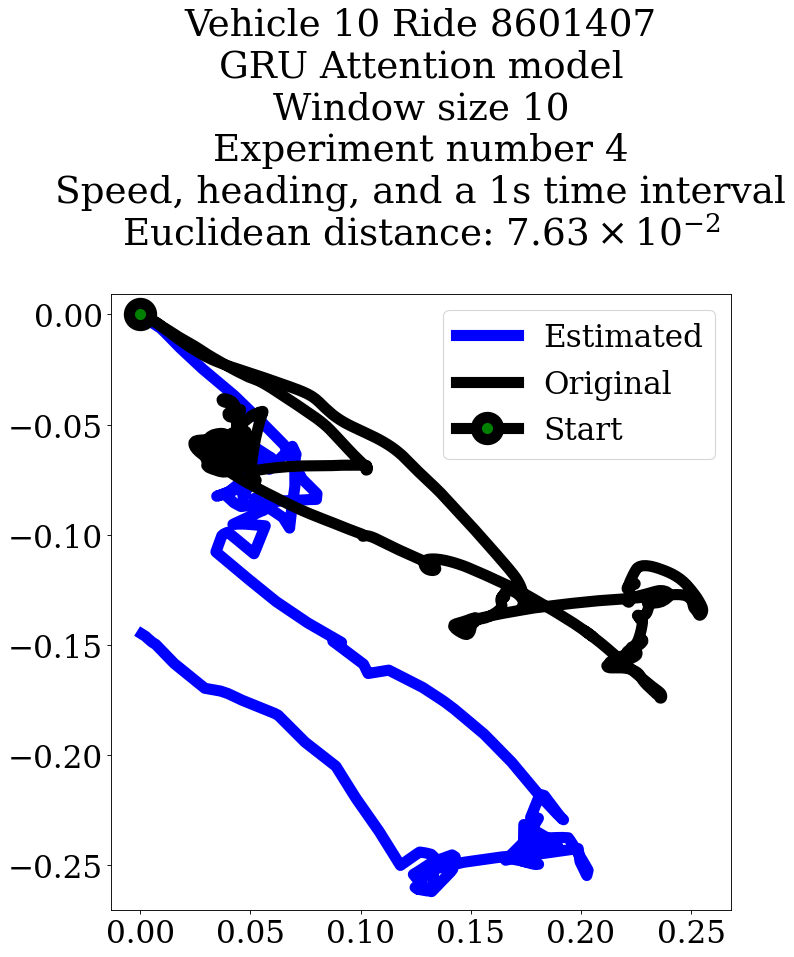 Vehicle 10 Ride 8601407
GRU Attention model
Window size 10
Experiment number 4
Speed, heading, and a 1s time interval
Euclidean distance: 7.63 × 10⁻²
Estimated
Original
Start
0.00
−0.05
−0.10
−0.15
−0.20
−0.25
0.00 0.05 0.10 0.15 0.20 0.25